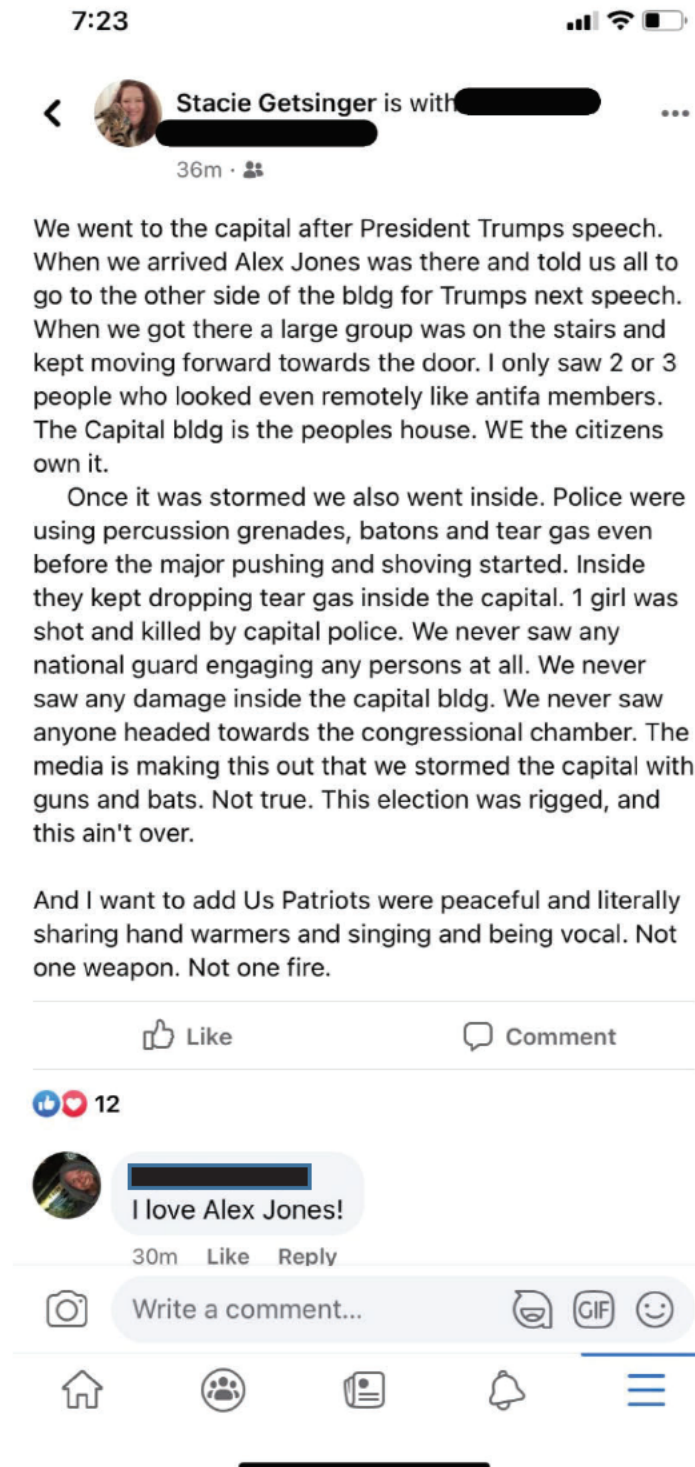 7:23
Stacie Getsinger is with
36m ·
We went to the capital after President Trumps speech.
When we arrived Alex Jones was there and told us all to
go to the other side of the bldg for Trumps next speech.
When we got there a large group was on the stairs and
kept moving forward towards the door. I only saw 2 or 3
people who looked even remotely like antifa members.
The Capital bldg is the peoples house. WE the citizens
own it.
Once it was stormed we also went inside. Police were
using percussion grenades, batons and tear gas even
before the major pushing and shoving started. Inside
they kept dropping tear gas inside the capital. 1 girl was
shot and killed by capital police. We never saw any
national guard engaging any persons at all. We never
saw any damage inside the capital bldg. We never saw
anyone headed towards the congressional chamber. The
media is making this out that we stormed the capital with
guns and bats. Not true. This election was rigged, and
this ain't over.
And I want to add Us Patriots were peaceful and literally
sharing hand warmers and singing and being vocal. Not
one weapon. Not one fire.
Like Comment
12
I love Alex Jones!
30m Like Reply
Write a comment... GIF